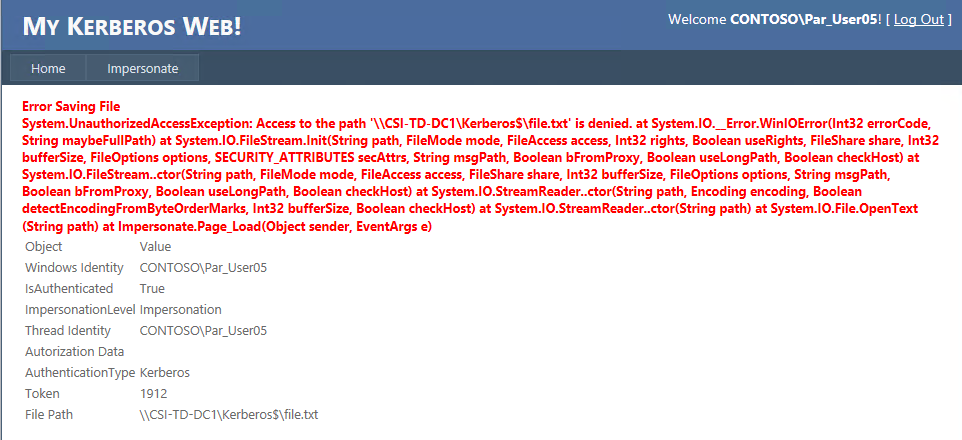 MY KERBEROS WEB!
Welcome CONTOSO\Par_User05! [ Log Out ]
Home Impersonate
Error Saving File
System.UnauthorizedAccessException: Access to the path '\\CSI-TD-DC1\Kerberos$\file.txt' is denied. at System.IO.__Error.WinIOError(Int32 errorCode,
String maybeFullPath) at System.IO.FileStream.Init(String path, FileMode mode, FileAccess access, Int32 rights, Boolean useRights, FileShare share, Int32
bufferSize, FileOptions options, SECURITY_ATTRIBUTES secAttrs, String msgPath, Boolean bFromProxy, Boolean useLongPath, Boolean checkHost) at
System.IO.FileStream..ctor(String path, FileMode mode, FileAccess access, FileShare share, Int32 bufferSize, FileOptions options, String msgPath,
Boolean bFromProxy, Boolean useLongPath, Boolean checkHost) at System.IO.StreamReader..ctor(String path, Encoding encoding, Boolean
detectEncodingFromByteOrderMarks, Int32 bufferSize, Boolean checkHost) at System.IO.StreamReader..ctor(String path) at System.IO.File.OpenText
(String path) at Impersonate.Page_Load(Object sender, EventArgs e)
Object Value
Windows Identity CONTOSO\Par_User05
IsAuthenticated True
ImpersonationLevel Impersonation
Thread Identity CONTOSO\Par_User05
Autorization Data
AuthenticationType Kerberos
Token 1912
File Path \\CSI-TD-DC1\Kerberos$\file.txt